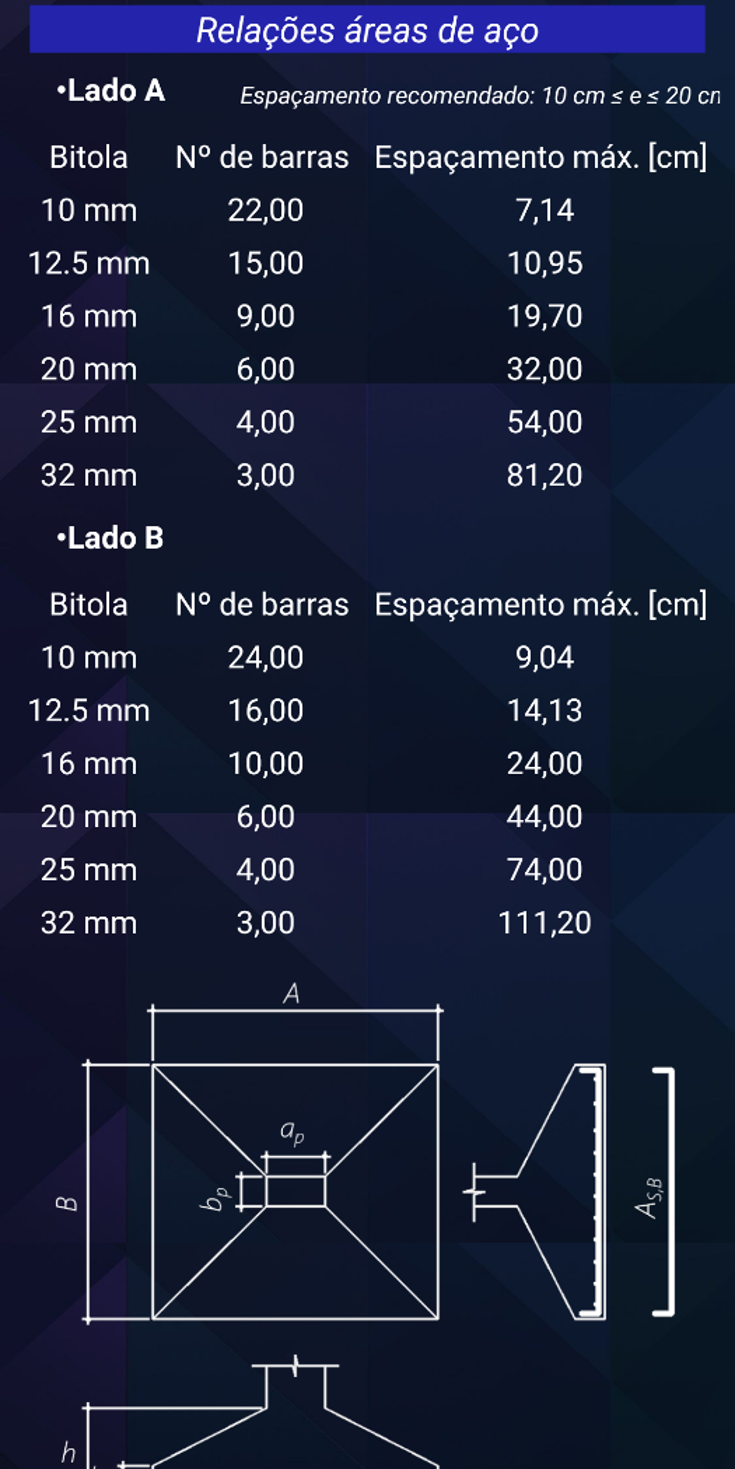 Relações áreas de aço
•Lado A
Espaçamento recomendado: 10 cm ≤ e ≤ 20 cm
Bitola Nº de barras Espaçamento máx. [cm]
10 mm 22,00 7,14
12.5 mm 15,00 10,95
16 mm 9,00 19,70
20 mm 6,00 32,00
25 mm 4,00 54,00
32 mm 3,00 81,20
•Lado B
Bitola Nº de barras Espaçamento máx. [cm]
10 mm 24,00 9,04
12.5 mm 16,00 14,13
16 mm 10,00 24,00
20 mm 6,00 44,00
25 mm 4,00 74,00
32 mm 3,00 111,20
A
a_p
b_p
B
A_S,B
h